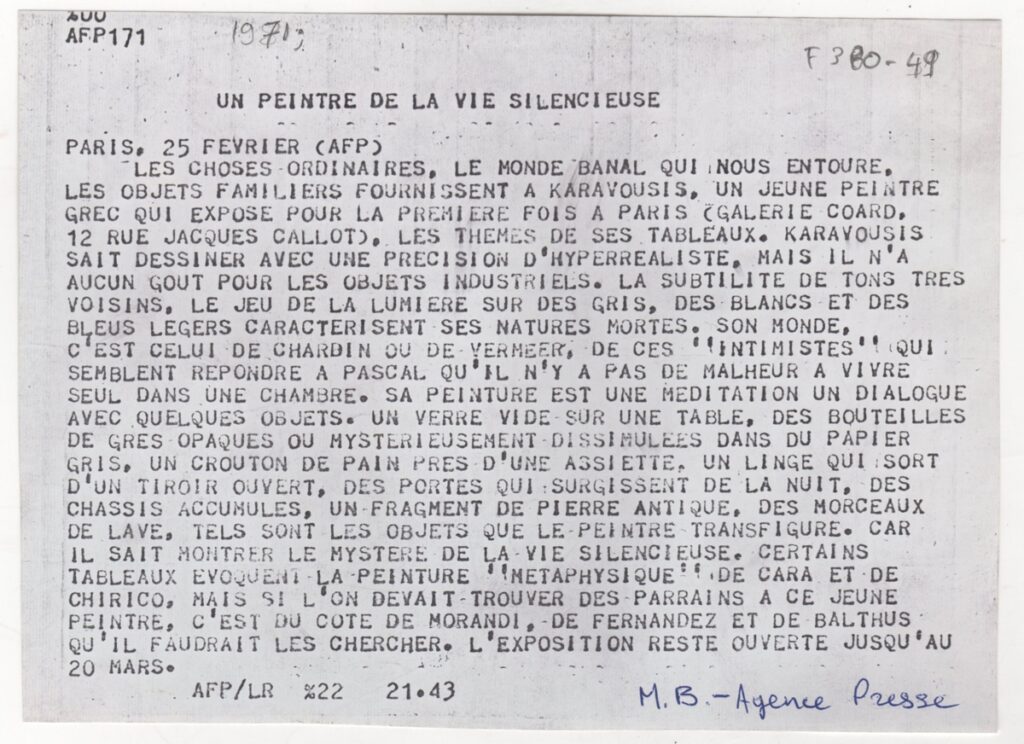 %00
AFP171
1971;
F 380-49
UN PEINTRE DE LA VIE SILENCIEUSE
PARIS, 25 FEVRIER (AFP)
LES CHOSES ORDINAIRES, LE MONDE BANAL QUI NOUS ENTOURE,
LES OBJETS FAMILIERS FOURNISSENT A KARAVOUSIS, UN JEUNE PEINTRE
GREC QUI EXPOSE POUR LA PREMIERE FOIS A PARIS (GALERIE COARD,
12 RUE JACQUES CALLOT), LES THEMES DE SES TABLEAUX. KARAVOUSIS
SAIT DESSINER AVEC UNE PRECISION D'HYPERREALISTE, MAIS IL N'A
AUCUN GOUT POUR LES OBJETS INDUSTRIELS. LA SUBTILITE DE TONS TRES
VOISINS, LE JEU DE LA LUMIERE SUR DES GRIS, DES BLANCS ET DES
BLEUS LEGERS CARACTERISENT SES NATURES MORTES. SON MONDE,
C'EST CELUI DE CHARDIN OU DE VERMEER, DE CES ''INTIMISTES'' QUI
SEMBLENT REPONDRE A PASCAL QU'IL N'Y A PAS DE MALHEUR A VIVRE
SEUL DANS UNE CHAMBRE. SA PEINTURE EST UNE MEDITATION UN DIALOGUE
AVEC QUELQUES OBJETS. UN VERRE VIDE SUR UNE TABLE, DES BOUTEILLES
DE GRES OPAQUES OU MYSTERIEUSEMENT DISSIMULEES DANS DU PAPIER
GRIS, UN CROUTON DE PAIN PRES D'UNE ASSIETTE, UN LINGE QUI SORT
D'UN TIROIR OUVERT, DES PORTES QUI SURGISSENT DE LA NUIT, DES
CHASSIS ACCUMULES, UN FRAGMENT DE PIERRE ANTIQUE, DES MORCEAUX
DE LAVE, TELS SONT LES OBJETS QUE LE PEINTRE TRANSFIGURE. CAR
IL SAIT MONTRER LE MYSTERE DE LA VIE SILENCIEUSE. CERTAINS
TABLEAUX EVOQUENT LA PEINTURE ''METAPHYSIQUE'' DE CARA ET DE
CHIRICO, MAIS SI L'ON DEVAIT TROUVER DES PARRAINS A CE JEUNE
PEINTRE, C'EST DU COTE DE MORANDI, DE FERNANDEZ ET DE BALTHUS
QU'IL FAUDRAIT LES CHERCHER. L'EXPOSITION RESTE OUVERTE JUSQU'AU
20 MARS.
AFP/LR %22 21.43
M.B.-Agence Presse